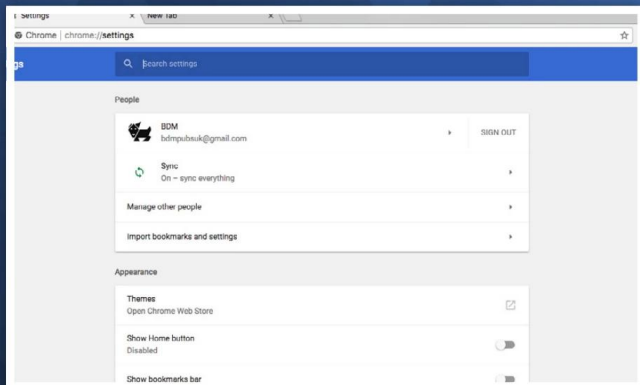 Settings
New Tab
Chrome | chrome://settings
gs
Search settings
People
BDM
bdmpubsuk@gmail.com
SIGN OUT
Sync
On – sync everything
Manage other people
Import bookmarks and settings
Appearance
Themes
Open Chrome Web Store
Show Home button
Disabled
Show bookmarks bar